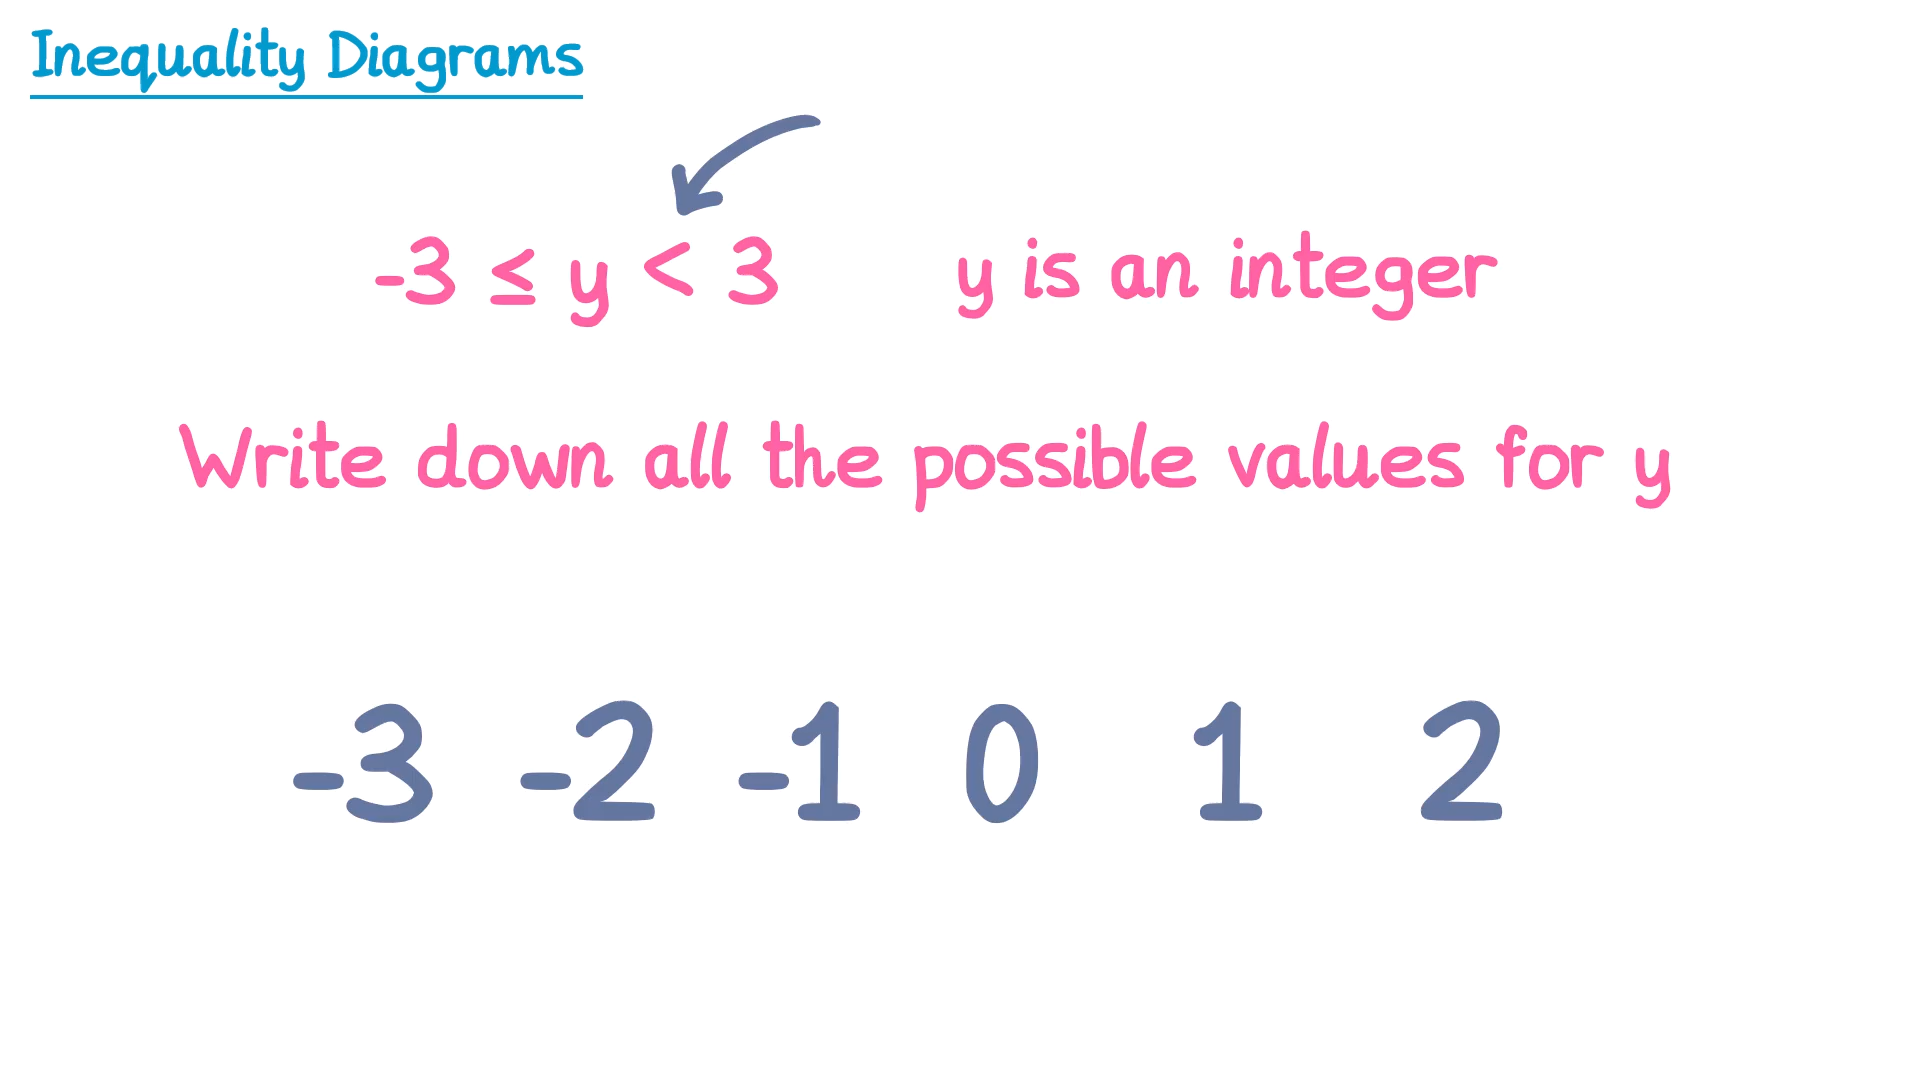 Inequality Diagrams
-3 ≤ y < 3 y is an integer
Write down all the possible values for y
-3 -2 -1 0 1 2